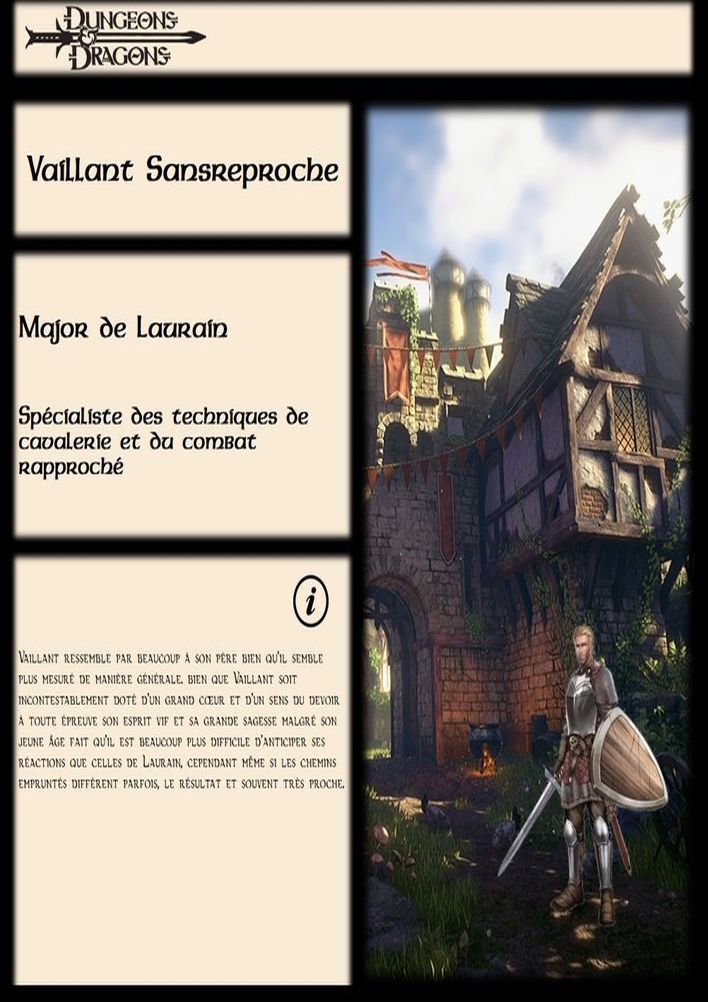 Dungeons
&
Dragons
Vaillant Sansreproche
Major de Laurain
Spécialiste des techniques de
cavalerie et du combat
rapproché
i
Vaillant ressemble par beaucoup à son père bien qu'il semble
plus mesuré de manière générale. bien que Vaillant soit
incontestablement doté d'un grand cœur et d'un sens du devoir
à toute épreuve son esprit vif et sa grande sagesse malgré son
jeune âge fait qu'il est beaucoup plus difficile d'anticiper ses
réactions que celles de Laurain, cependant même si les chemins
empruntés diffèrent parfois, le résultat et souvent très proche.